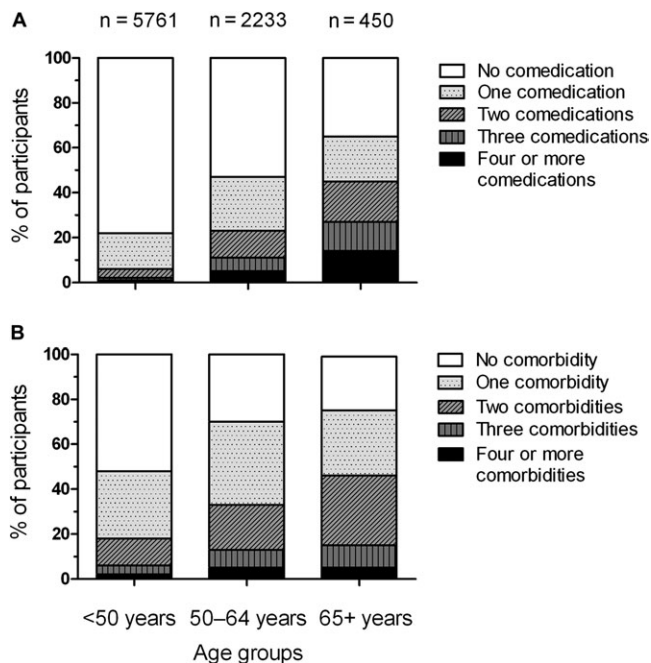 A n = 5761 n = 2233 n = 450
100
80
60
40
20
0
% of participants
No comedication
One comedication
Two comedications
Three comedications
Four or more
comedications
B
100
80
60
40
20
0
% of participants
No comorbidity
One comorbidity
Two comorbidities
Three comorbidities
Four or more
comorbidities
<50 years 50–64 years 65+ years
Age groups